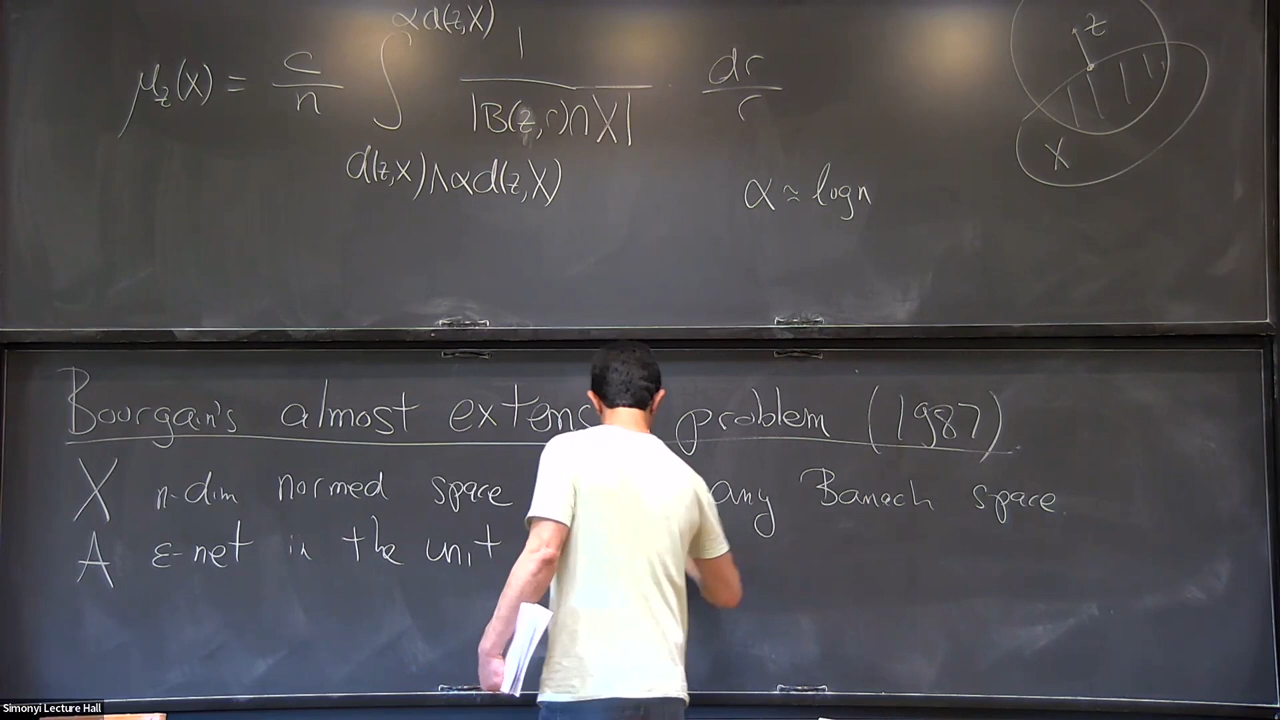 αd(z,X)
μ_z(X) = c/n ∫ 1/|B(z,r)∩X| · dr/r
d(z,X)∧αd(z,X)
α ≈ log n
z
X
Bourgain's almost extens problem (1987)
X n-dim normed space any Banach space.
A ε-net in the unit
Simonyi Lecture Hall